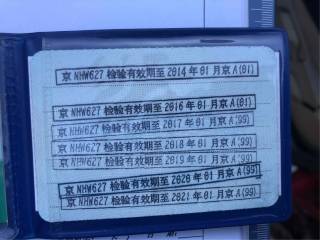 京 NHW627 检验有效期至 2014 年 01 月京 A(01)
京 NHW627 检验有效期至 2016 年 01 月京 A(01)
京 NHW627 检验有效期至 2017 年 01 月京 A(99)
京 NHW627 检验有效期至 2018 年 01 月京 A(99)
京 NHW627 检验有效期至 2019 年 01 月京 A(99)
京 NHW627 检验有效期至 2020 年 01 月京 A(99)
京 NHW627 检验有效期至 2021 年 01 月京 A(99)